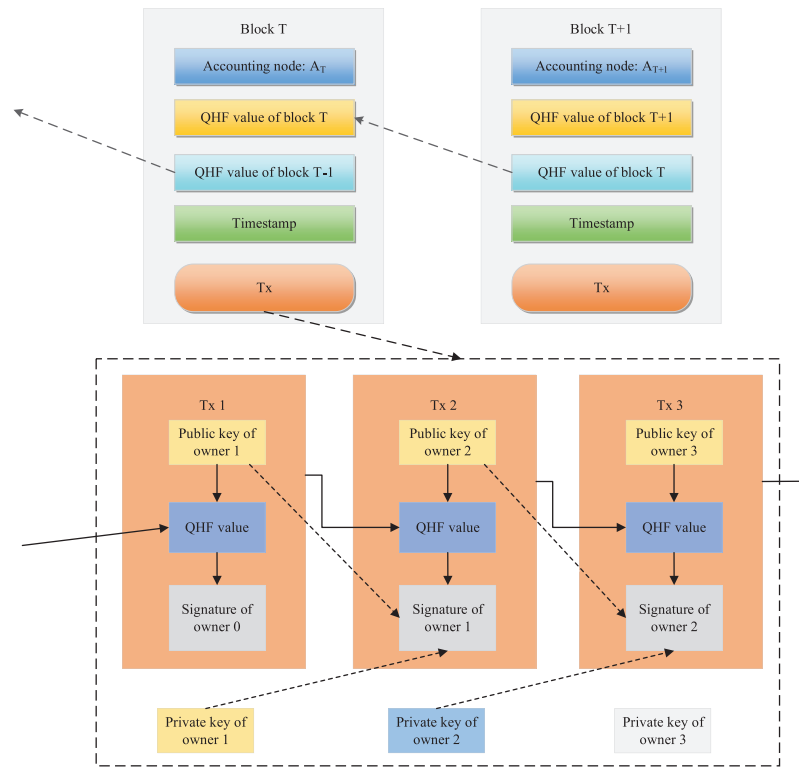 Block T
Accounting node: A_T
QHF value of block T
QHF value of block T-1
Timestamp
Tx
Block T+1
Accounting node: A_T+1
QHF value of block T+1
QHF value of block T
Timestamp
Tx
Tx 1
Public key of
owner 1
QHF value
Signature of
owner 0
Tx 2
Public key of
owner 2
QHF value
Signature of
owner 1
Tx 3
Public key of
owner 3
QHF value
Signature of
owner 2
Private key of
owner 1
Private key of
owner 2
Private key of
owner 3